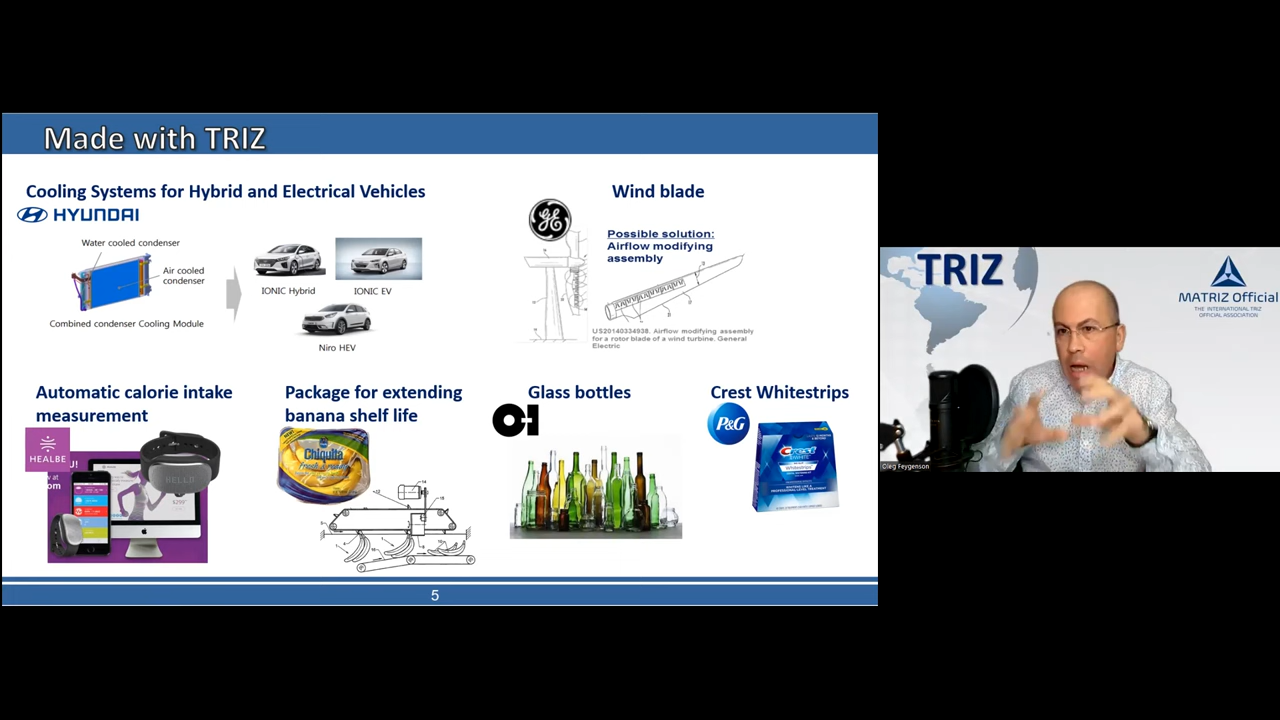 Made with TRIZ
Cooling Systems for Hybrid and Electrical Vehicles
HYUNDAI
Water cooled condenser
Air cooled
condenser
Combined condenser Cooling Module
IONIC Hybrid
IONIC EV
Niro HEV
Wind blade
GE
Possible solution:
Airflow modifying
assembly
US20140334938. Airflow modifying assembly
for a rotor blade of a wind turbine. General
Electric
Automatic calorie intake
measurement
HEALBE
U!
HELLO
Package for extending
banana shelf life
Chiquita
Glass bottles
O-I
Crest Whitestrips
P&G
Crest
WHITESTRIPS
5
TRIZ
MATRIZ Official
THE INTERNATIONAL TRIZ
OFFICIAL ASSOCIATION
Oleg Feygenson